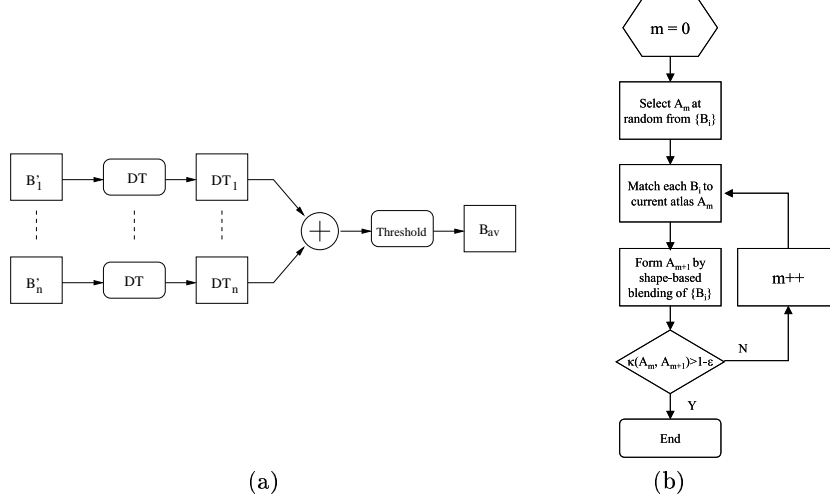 B'1
DT
DT1
B'n
DT
DTn
+
Threshold
Bav
(a)
m = 0
Select Am at
random from {Bi}
Match each Bi to
current atlas Am
Form Am+1 by
shape-based
blending of {Bi}
m++
κ(Am, Am+1)>1-ε
N
Y
End
(b)